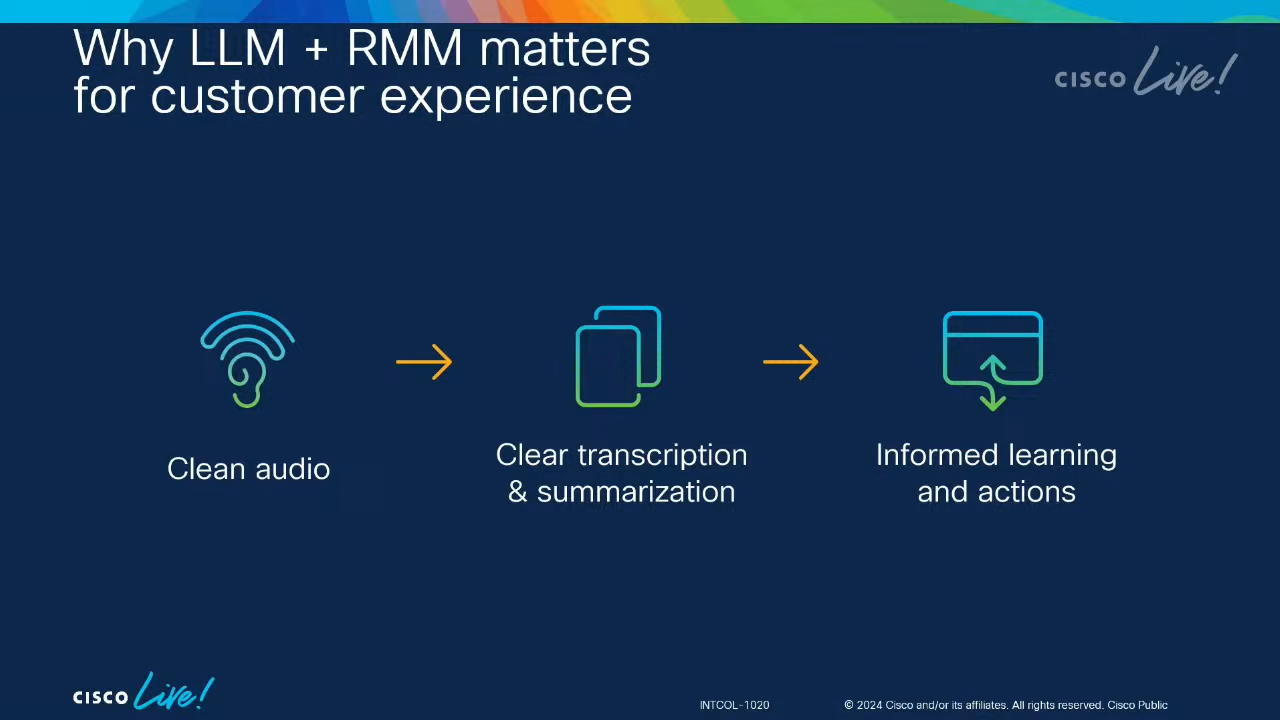 Why LLM + RMM matters
for customer experience
CISCO Live!
Clean audio
Clear transcription
& summarization
Informed learning
and actions
CISCO Live!
INTCOL-1020
© 2024 Cisco and/or its affiliates. All rights reserved. Cisco Public